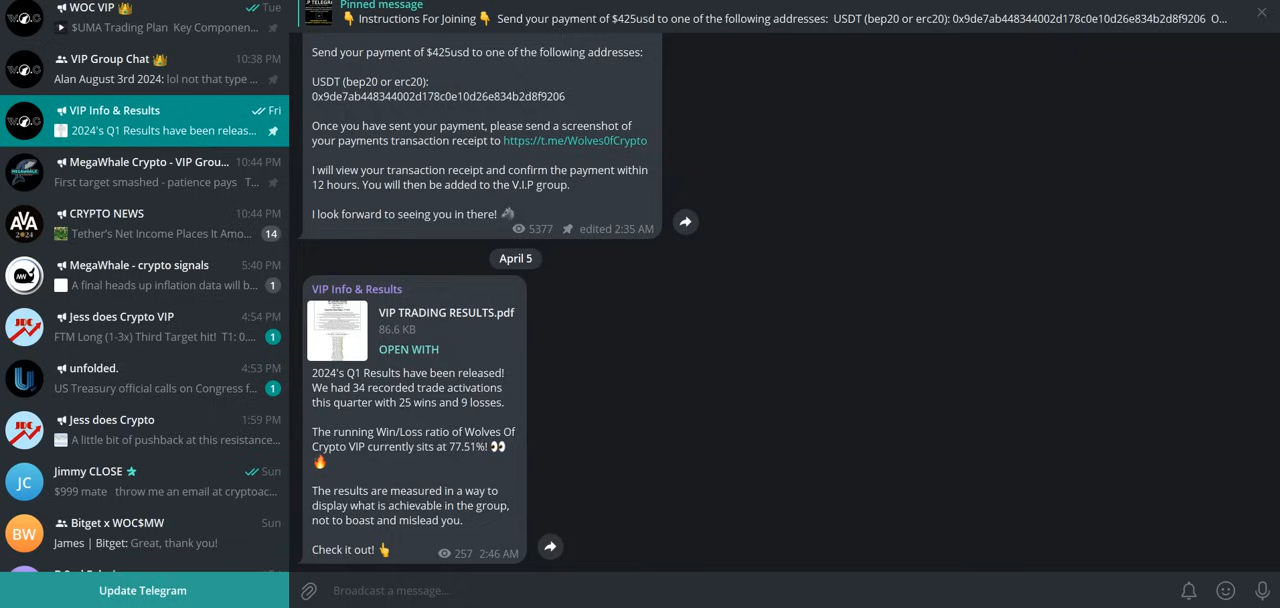 WOC VIP 👑 Tue
$UMA Trading Plan Key Componen...
VIP Group Chat 👑 10:38 PM
Alan August 3rd 2024: lol not that type ...
VIP Info & Results Fri
2024's Q1 Results have been releas...
MegaWhale Crypto - VIP Grou... 10:44 PM
First target smashed - patience pays T...
CRYPTO NEWS 10:44 PM
Tether's Net Income Places It Amo... 14
MegaWhale - crypto signals 5:40 PM
A final heads up inflation data will b... 1
Jess does Crypto VIP 4:54 PM
FTM Long (1-3x) Third Target hit! T1: 0.... 1
unfolded. 4:53 PM
US Treasury official calls on Congress f... 1
Jess does Crypto 1:59 PM
A little bit of pushback at this resistance...
Jimmy CLOSE Sun
$999 mate throw me an email at cryptoac...
Bitget x WOC$MW Sun
James | Bitget: Great, thank you!
Update Telegram
W.O.C
W.O.C
AVA
2024
MW
JDC
JDC
JC
BW
Pinned message
👇 Instructions For Joining 👇 Send your payment of $425usd to one of the following addresses: USDT (bep20 or erc20): 0x9de7ab448344002d178c0e10d26e834b2d8f9206 O...
Send your payment of $425usd to one of the following addresses:
USDT (bep20 or erc20):
0x9de7ab448344002d178c0e10d26e834b2d8f9206
Once you have sent your payment, please send a screenshot of
your payments transaction receipt to https://t.me/Wolves0fCrypto
I will view your transaction receipt and confirm the payment within
12 hours. You will then be added to the V.I.P group.
I look forward to seeing you in there! 🐺
5377 edited 2:35 AM
April 5
VIP Info & Results
VIP TRADING RESULTS.pdf
86.6 KB
OPEN WITH
2024's Q1 Results have been released!
We had 34 recorded trade activations
this quarter with 25 wins and 9 losses.
The running Win/Loss ratio of Wolves Of
Crypto VIP currently sits at 77.51%! 👀
🔥
The results are measured in a way to
display what is achievable in the group,
not to boast and mislead you.
Check it out! 👆
257 2:46 AM
Broadcast a message...